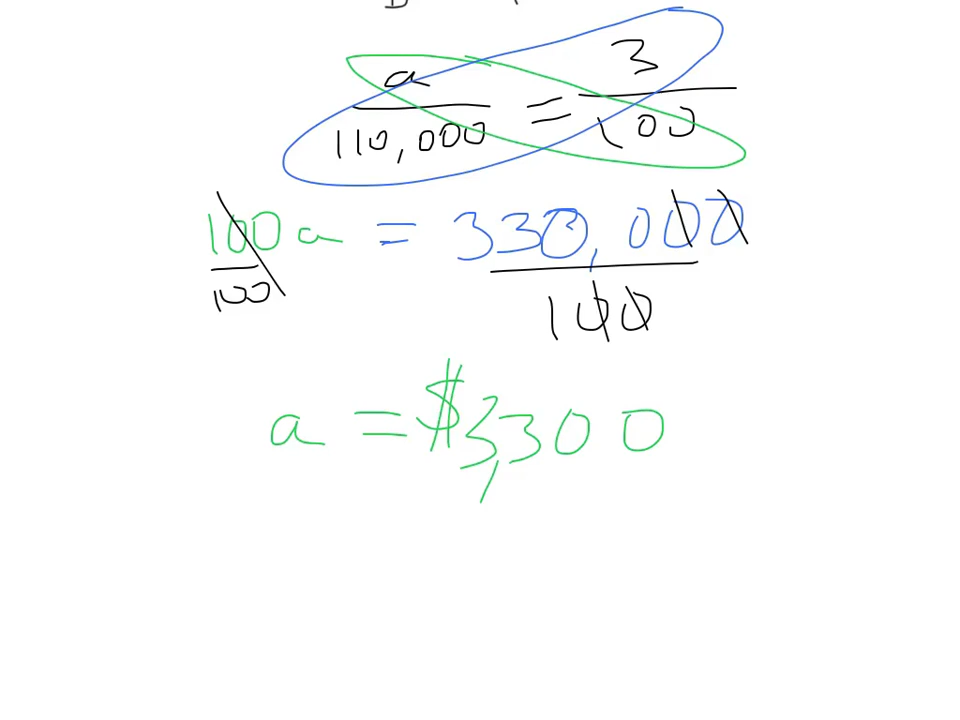 a/110,000 = 3/100
100a/100 = 330,000/100
a = $3,300